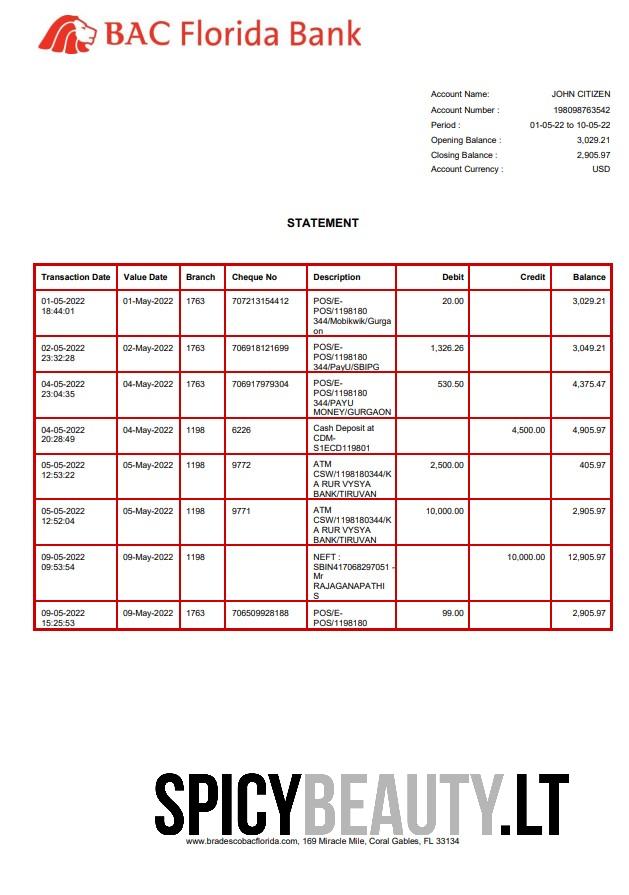 BAC Florida Bank
Account Name: JOHN CITIZEN
Account Number : 198098763542
Period : 01-05-22 to 10-05-22
Opening Balance : 3,029.21
Closing Balance : 2,905.97
Account Currency : USD
STATEMENT
Transaction Date Value Date Branch Cheque No Description Debit Credit Balance
01-05-2022 01-May-2022 1763 707213154412 POS/E- 20.00 3,029.21
18:44:01 POS/1198180
344/Mobikwik/Gurga
on
02-05-2022 02-May-2022 1763 706918121699 POS/E- 1,326.26 3,049.21
23:32:28 POS/1198180
344/PayU/SBIPG
04-05-2022 04-May-2022 1763 706917979304 POS/E- 530.50 4,375.47
23:04:35 POS/1198180
344/PAYU
MONEY/GURGAON
04-05-2022 04-May-2022 1198 6226 Cash Deposit at 4,500.00 4,905.97
20:28:49 CDM-
S1ECD119801
05-05-2022 05-May-2022 1198 9772 ATM 2,500.00 405.97
12:53:22 CSW/1198180344/K
A RUR VYSYA
BANK/TIRUVAN
05-05-2022 05-May-2022 1198 9771 ATM 10,000.00 2,905.97
12:52:04 CSW/1198180344/K
A RUR VYSYA
BANK/TIRUVAN
09-05-2022 09-May-2022 1198 NEFT : 10,000.00 12,905.97
09:53:54 SBIN417068297051 -
Mr
RAJAGANAPATHI
S
09-05-2022 09-May-2022 1763 706509928188 POS/E- 99.00 2,905.97
15:25:53 POS/1198180
SPICYBEAUTY.LT
www.bradescobacflorida.com, 169 Miracle Mile, Coral Gables, FL 33134